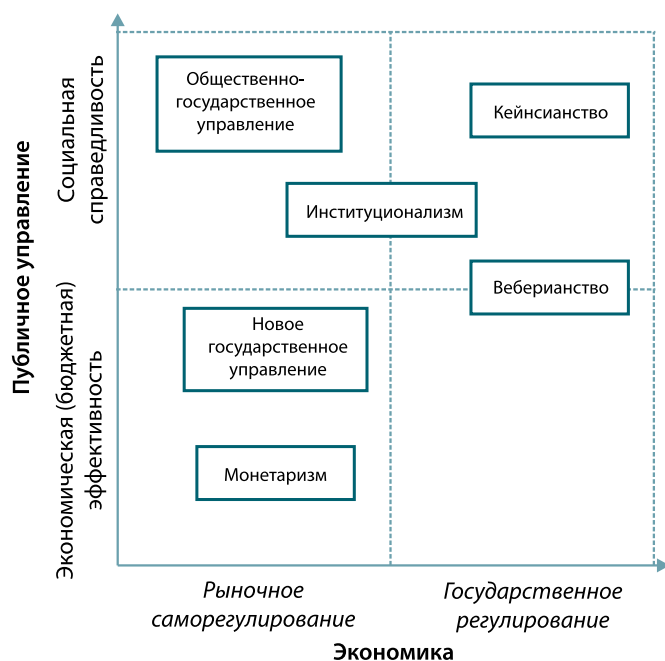 Публичное управление
Социальная
справедливость
Экономическая (бюджетная)
эффективность
Общественно-
государственное
управление
Кейнсианство
Институционализм
Веберианство
Новое
государственное
управление
Монетаризм
Рыночное
саморегулирование
Государственное
регулирование
Экономика